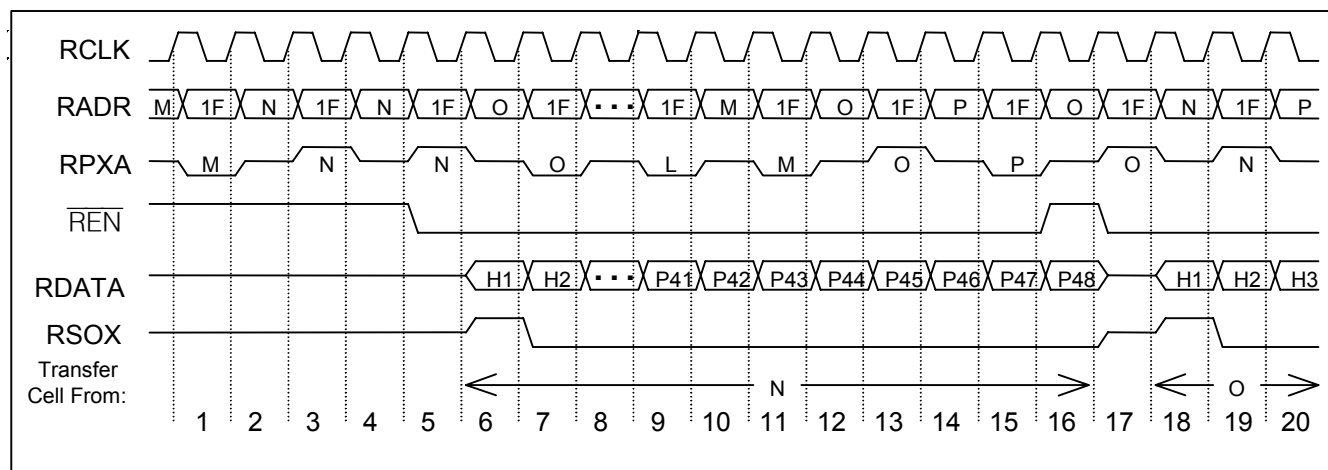 RCLK
RADR M 1F N 1F N 1F O 1F ... 1F M 1F O 1F P 1F O 1F N 1F P
RPXA M N N O L M O P O N
REN
RDATA H1 H2 ... P41 P42 P43 P44 P45 P46 P47 P48 H1 H2 H3
RSOX
Transfer
Cell From: N O
1 2 3 4 5 6 7 8 9 10 11 12 13 14 15 16 17 18 19 20